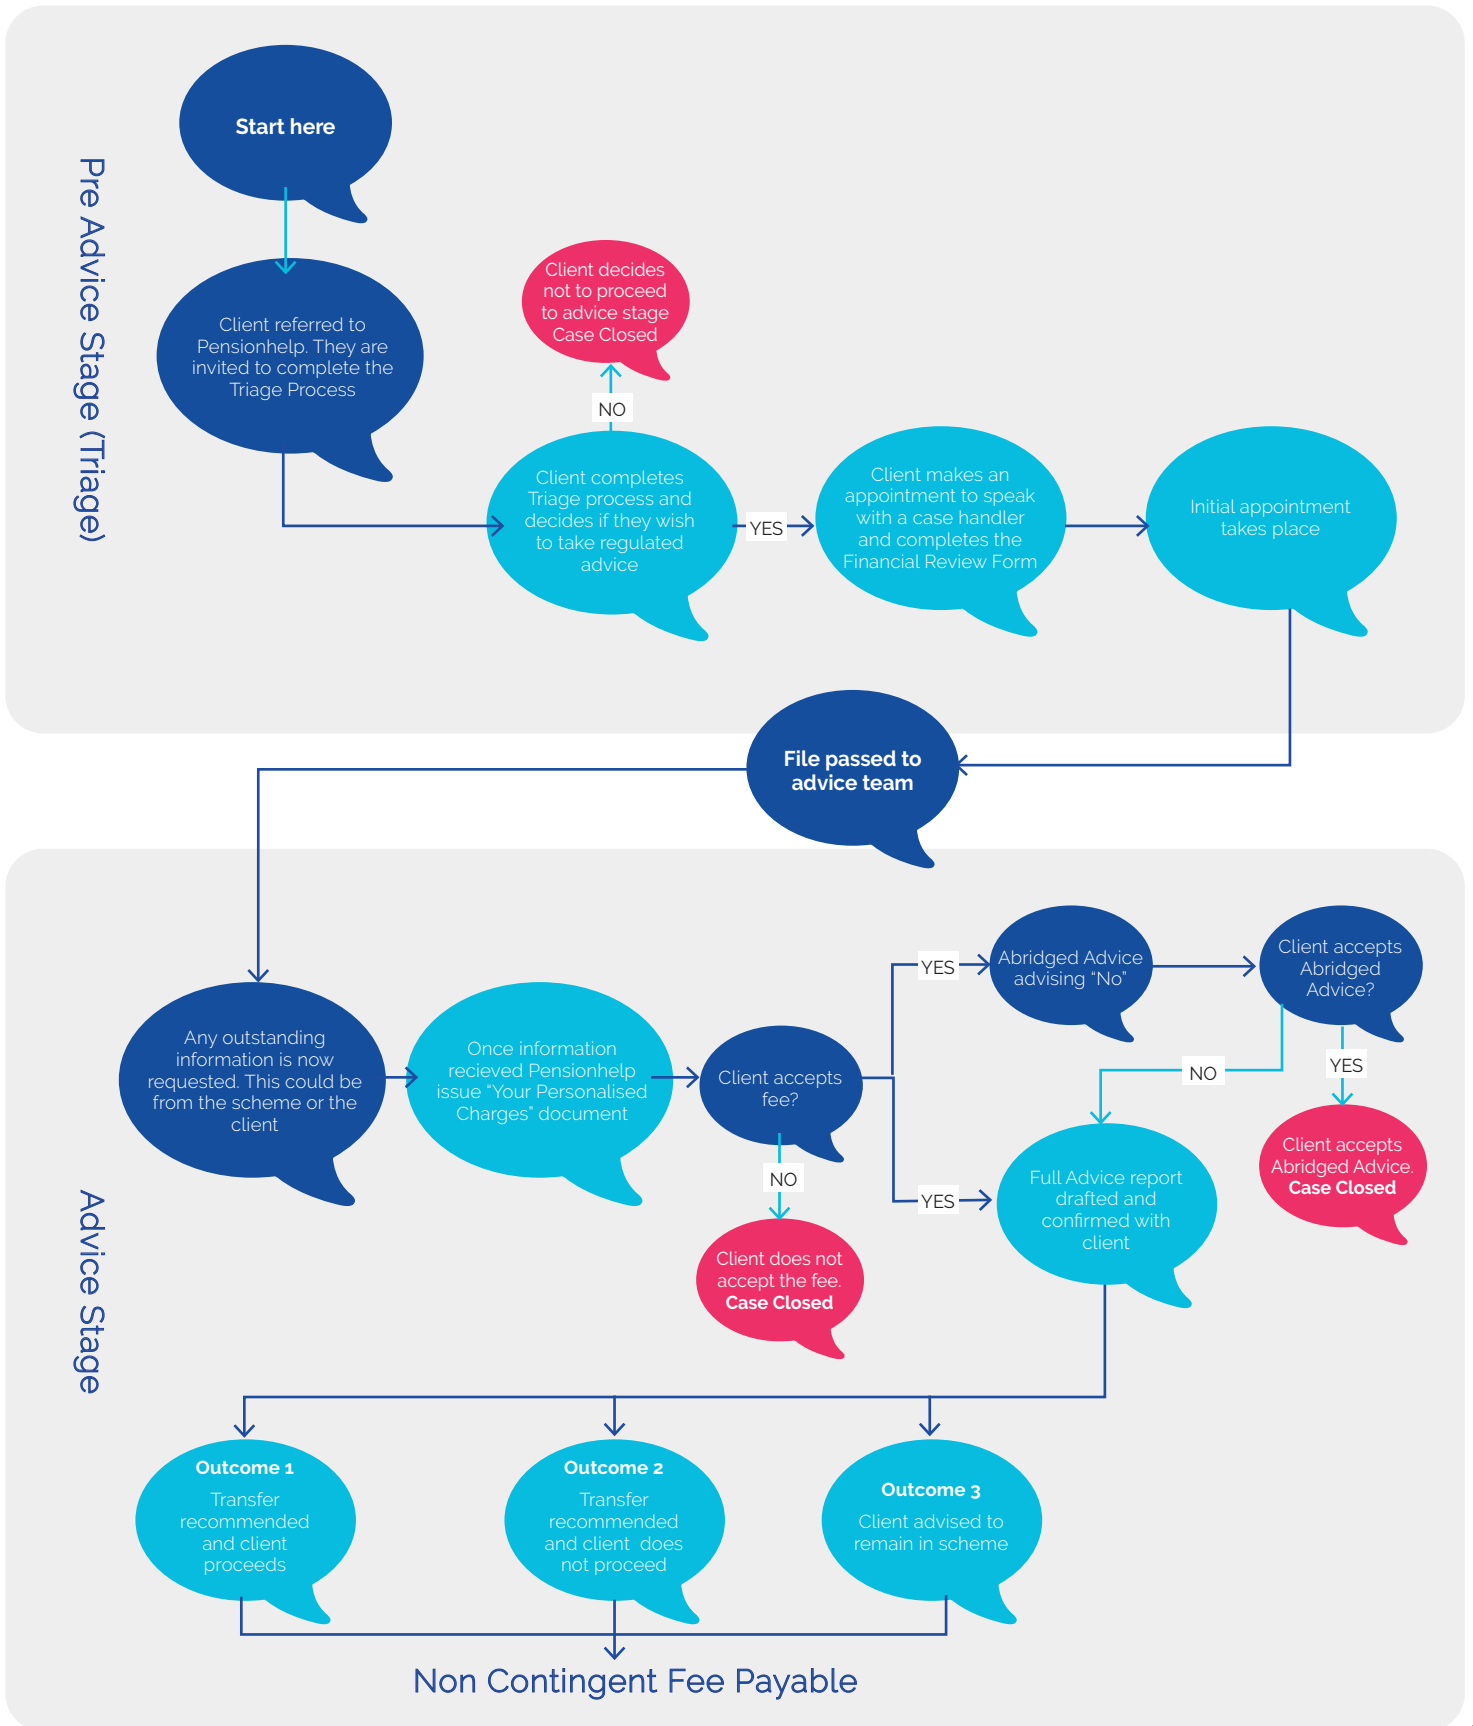 Pre Advice Stage (Triage)
Start here
Client referred to
Pensionhelp. They are
invited to complete the
Triage Process
Client decides
not to proceed
to advice stage
Case Closed
NO
Client completes
Triage process and
decides if they wish
to take regulated
advice
YES
Client makes an
appointment to speak
with a case handler
and completes the
Financial Review Form
Initial appointment
takes place
File passed to
advice team
Advice Stage
Any outstanding
information is now
requested. This could be
from the scheme or the
client
Once information
recieved Pensionhelp
issue “Your Personalised
Charges” document
Client accepts
fee?
NO
Client does not
accept the fee.
Case Closed
YES
Abridged Advice
advising “No”
Client accepts
Abridged
Advice?
NO
YES
Client accepts
Abridged Advice.
Case Closed
YES
Full Advice report
drafted and
confirmed with
client
Outcome 1
Transfer
recommended
and client
proceeds
Outcome 2
Transfer
recommended
and client does
not proceed
Outcome 3
Client advised to
remain in scheme
Non Contingent Fee Payable